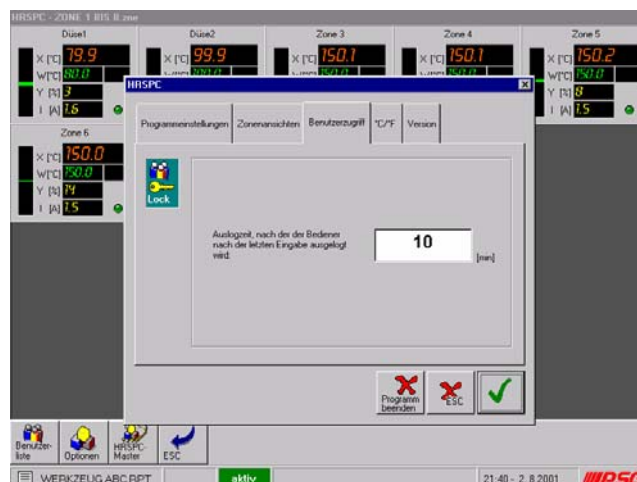 HRSPC - ZONE 1 BIS 8.zne
Düse1
Düse2
Zone 3
Zone 4
Zone 5
X [°C] 79.9
X [°C] 99.9
X [°C] 150.1
X [°C] 150.1
X [°C] 150.2
W[°C] 80.0
W[°C] 150.0
Y [%] 3
Y [%] 8
I [A] 1.6
I [A] 1.5
Zone 6
X [°C] 150.0
W[°C] 150.0
Y [%] 14
I [A] 1.5
HRSPC
Programmeinstellungen
Zonenansichten
Benutzerzugriff
°C/°F
Version
Lock
Auslogzeit, nach der der Bediener
nach der letzten Eingabe ausgelogt
wird:
10
[min]
Programm
beenden
ESC
Benutzer-
liste
Optionen
HRSPC-
Master
ESC
WERKZEUG ABC.RPT
aktiv
21:40 - 2. 8.2001